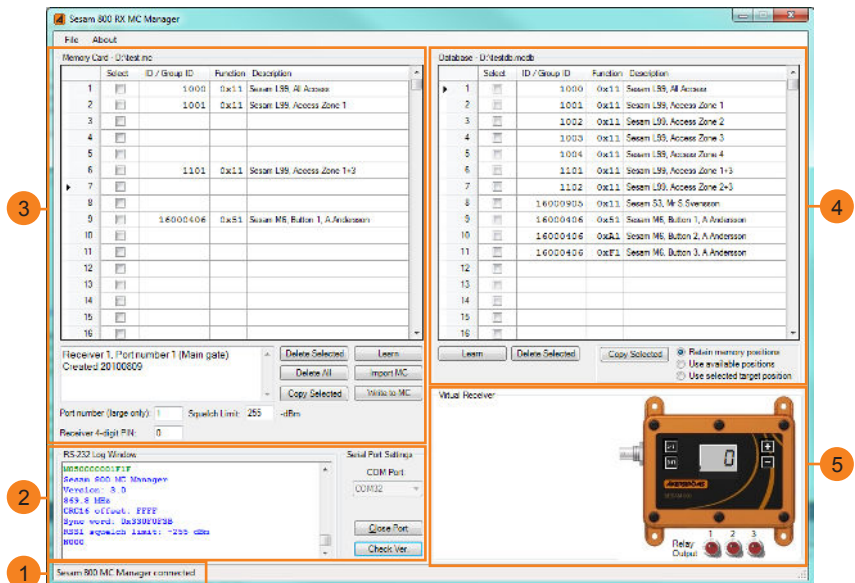 Sesam 800 RX MC Manager
File About
Memory Card - D:\test.mc
Select ID / Group ID Function Description
1 1000 0x11 Sesam L99, All Access
2 1001 0x11 Sesam L99, Access Zone 1
3
4
5
6 1101 0x11 Sesam L99, Access Zone 1+3
7
8
9 16000406 0x51 Sesam M6, Button 1, A.Andersson
10
11
12
13
14
15
16
Receiver 1, Port number 1 (Main gate)
Created 20100809
Delete Selected Learn
Delete All Import MC
Copy Selected Write to MC
Port number (large only): 1 Squelch Limit: 255 -dBm
Receiver 4-digit PIN: 0
3
Database - D:\testdb.mcdb
Select ID / Group ID Function Description
1 1000 0x11 Sesam L99, All Access
2 1001 0x11 Sesam L99, Access Zone 1
3 1002 0x11 Sesam L99, Access Zone 2
4 1003 0x11 Sesam L99, Access Zone 3
5 1004 0x11 Sesam L99, Access Zone 4
6 1101 0x11 Sesam L99, Access Zone 1+3
7 1102 0x11 Sesam L99, Access Zone 2+3
8 16000905 0x11 Sesam S3, Mr S Svensson
9 16000406 0x51 Sesam M6, Button 1, A Andersson
10 16000406 0xA1 Sesam M6, Button 2, A Andersson
11 16000406 0xF1 Sesam M6, Button 3, A Andersson
12
13
14
15
16
Learn Delete Selected Copy Selected
Retain memory positions
Use available positions
Use selected target position
4
RS-232 Log Window
Sesam 800 MC Manager
Version: 3.0
869.8 MHz
CRC16 offset: FFFF
Sync word:
RSSI squelch limit: -255 dBm
N000
Serial Port Settings
COM Port
COM32
Close Port
Check Ver.
2
Virtual Receiver
0
AKERSTRÖMS
SESAM 800
Relay
Output
1 2 3
5
1
Sesam 800 MC Manager connected